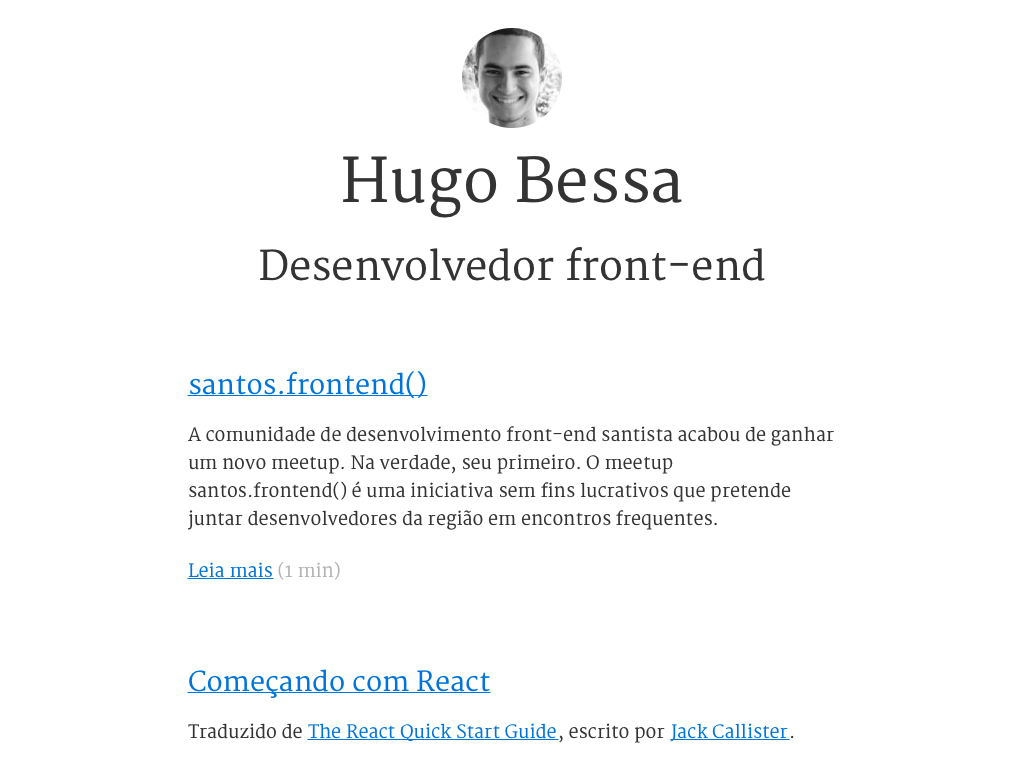 Hugo Bessa
Desenvolvedor front-end
santos.frontend()
A comunidade de desenvolvimento front-end santista acabou de ganhar
um novo meetup. Na verdade, seu primeiro. O meetup
santos.frontend() é uma iniciativa sem fins lucrativos que pretende
juntar desenvolvedores da região em encontros frequentes.
Leia mais (1 min)
Começando com React
Traduzido de The React Quick Start Guide, escrito por Jack Callister.